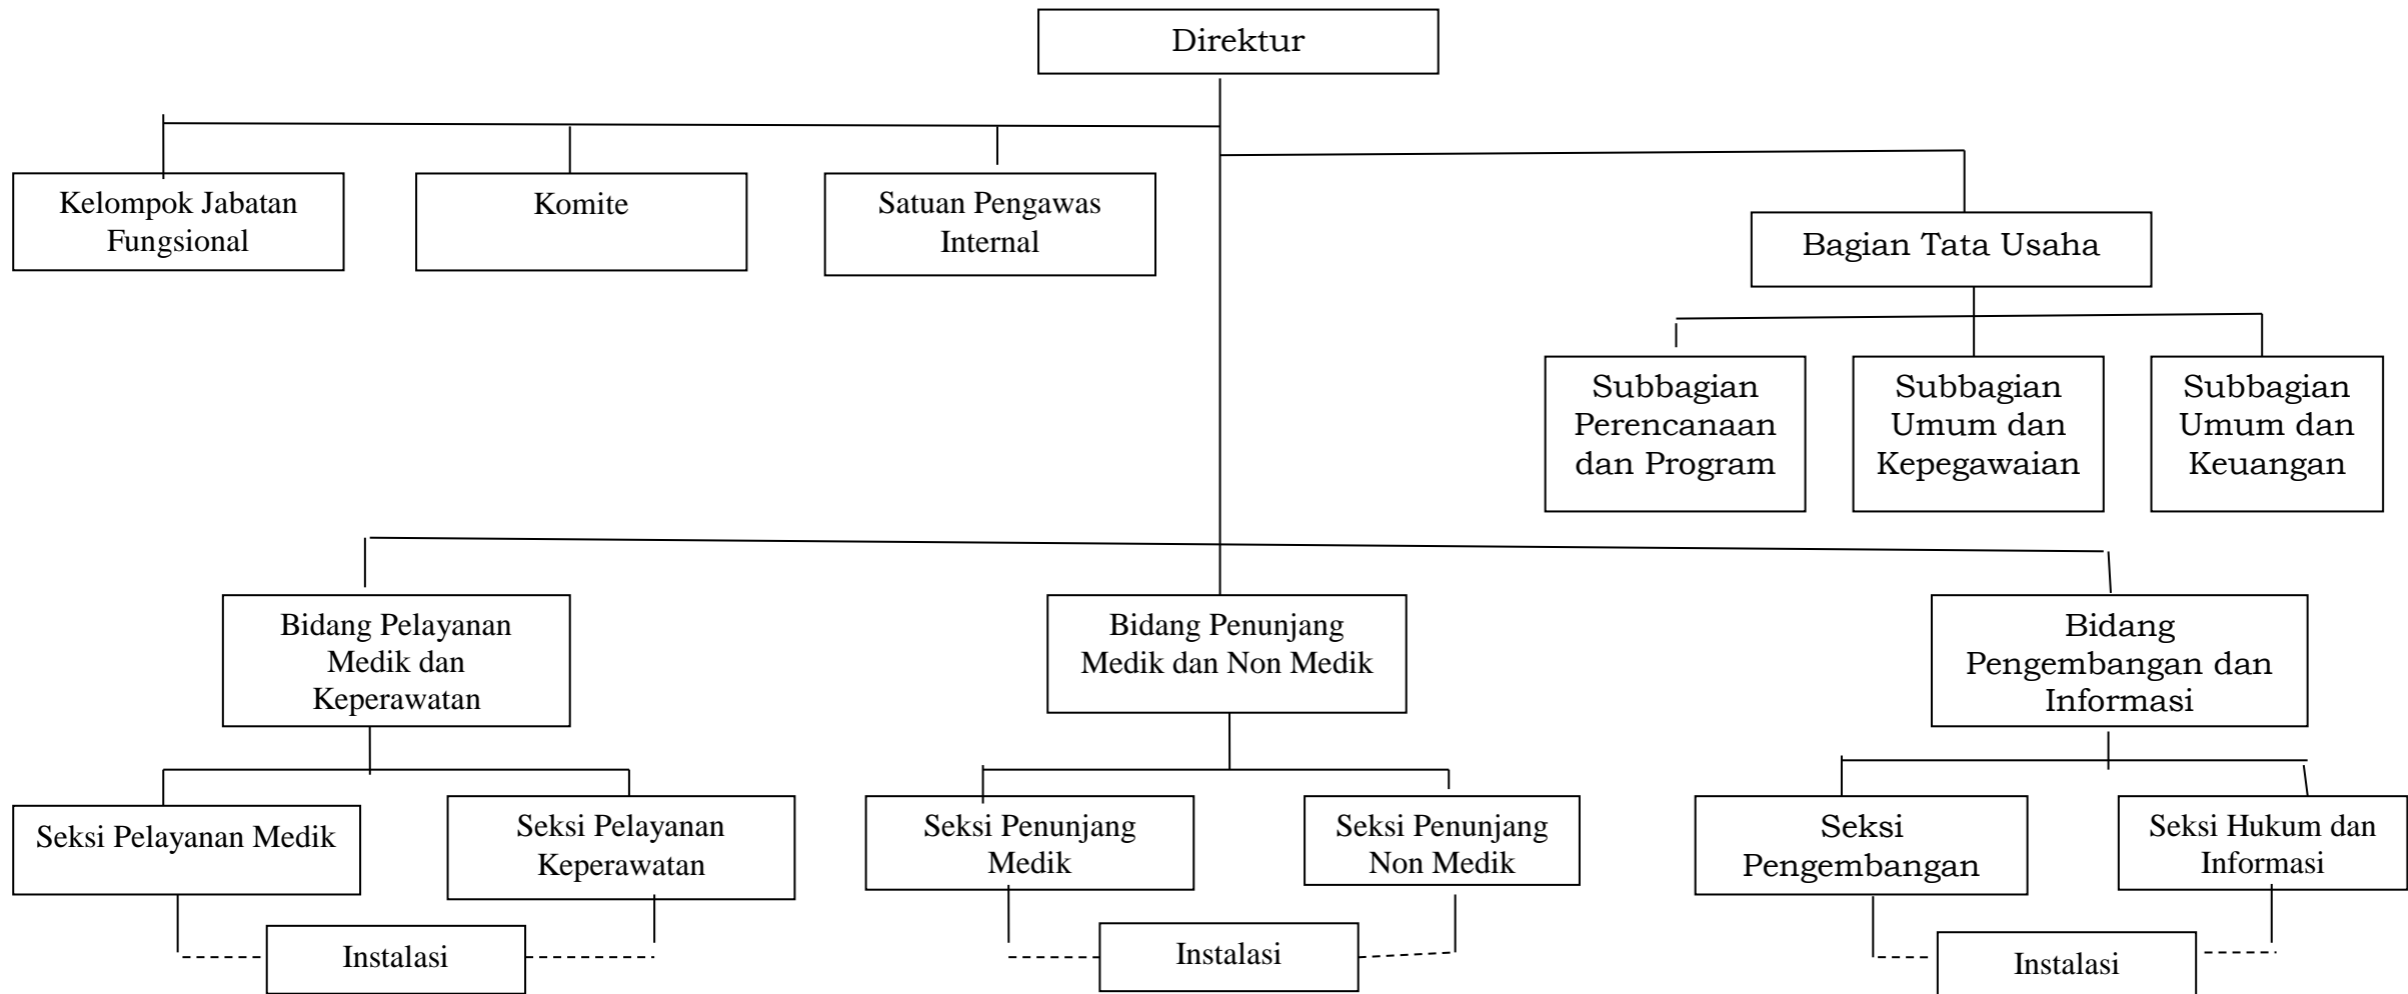 Direktur
Kelompok Jabatan
Fungsional
Komite
Satuan Pengawas
Internal
Bagian Tata Usaha
Subbagian
Perencanaan
dan Program
Subbagian
Umum dan
Kepegawaian
Subbagian
Umum dan
Keuangan
Bidang Pelayanan
Medik dan
Keperawatan
Bidang Penunjang
Medik dan Non Medik
Bidang
Pengembangan dan
Informasi
Seksi Pelayanan Medik
Seksi Pelayanan
Keperawatan
Seksi Penunjang
Medik
Seksi Penunjang
Non Medik
Seksi
Pengembangan
Seksi Hukum dan
Informasi
Instalasi
Instalasi
Instalasi